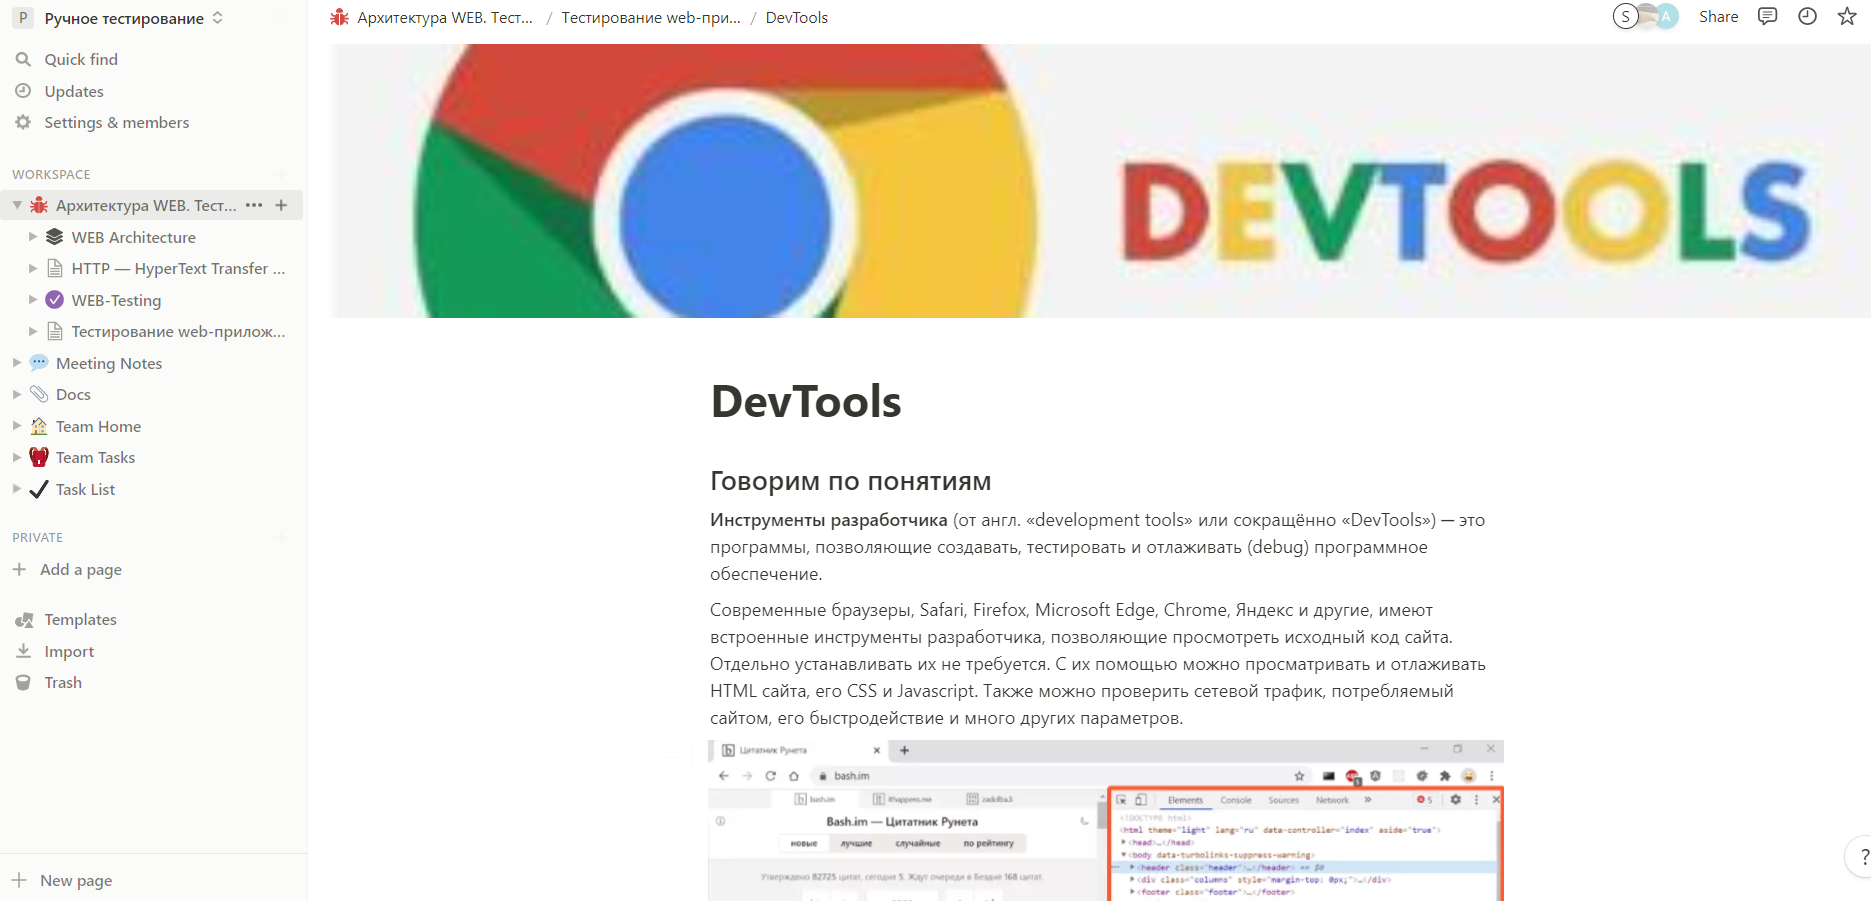 P Ручное тестирование
Quick find
Updates
Settings & members
WORKSPACE
Архитектура WEB. Тест...
WEB Architecture
HTTP — HyperText Transfer ...
WEB-Testing
Тестирование web-прилож...
Meeting Notes
Docs
Team Home
Team Tasks
Task List
PRIVATE
Add a page
Templates
Import
Trash
New page
Архитектура WEB. Тест... / Тестирование web-при... / DevTools
S A Share
DEVTOOLS
DevTools
Говорим по понятиям
Инструменты разработчика (от англ. «development tools» или сокращённо «DevTools») — это
программы, позволяющие создавать, тестировать и отлаживать (debug) программное
обеспечение.
Современные браузеры, Safari, Firefox, Microsoft Edge, Chrome, Яндекс и другие, имеют
встроенные инструменты разработчика, позволяющие просмотреть исходный код сайта.
Отдельно устанавливать их не требуется. С их помощью можно просматривать и отлаживать
HTML сайта, его CSS и Javascript. Также можно проверить сетевой трафик, потребляемый
сайтом, его быстродействие и много других параметров.
Цитатник Рунета
bash.im
bash.im ithappens.me zadolba.li
Bash.im — Цитатник Рунета
новые лучшие случайные по рейтингу
Утверждено 82725 цитат, сегодня 5. Ждут очереди в Бездне 168 цитат.
Elements Console Sources Network » 5
<!DOCTYPE html>
<html theme="light" lang="ru" data-controller="index" aside="true">
<head>…</head>
<body data-turbolinks-suppress-warning>
<header class="header">…</header> == $0
<div class="columns" style="margin-top: 0px;">…</div>
<footer class="footer">…</footer>
?